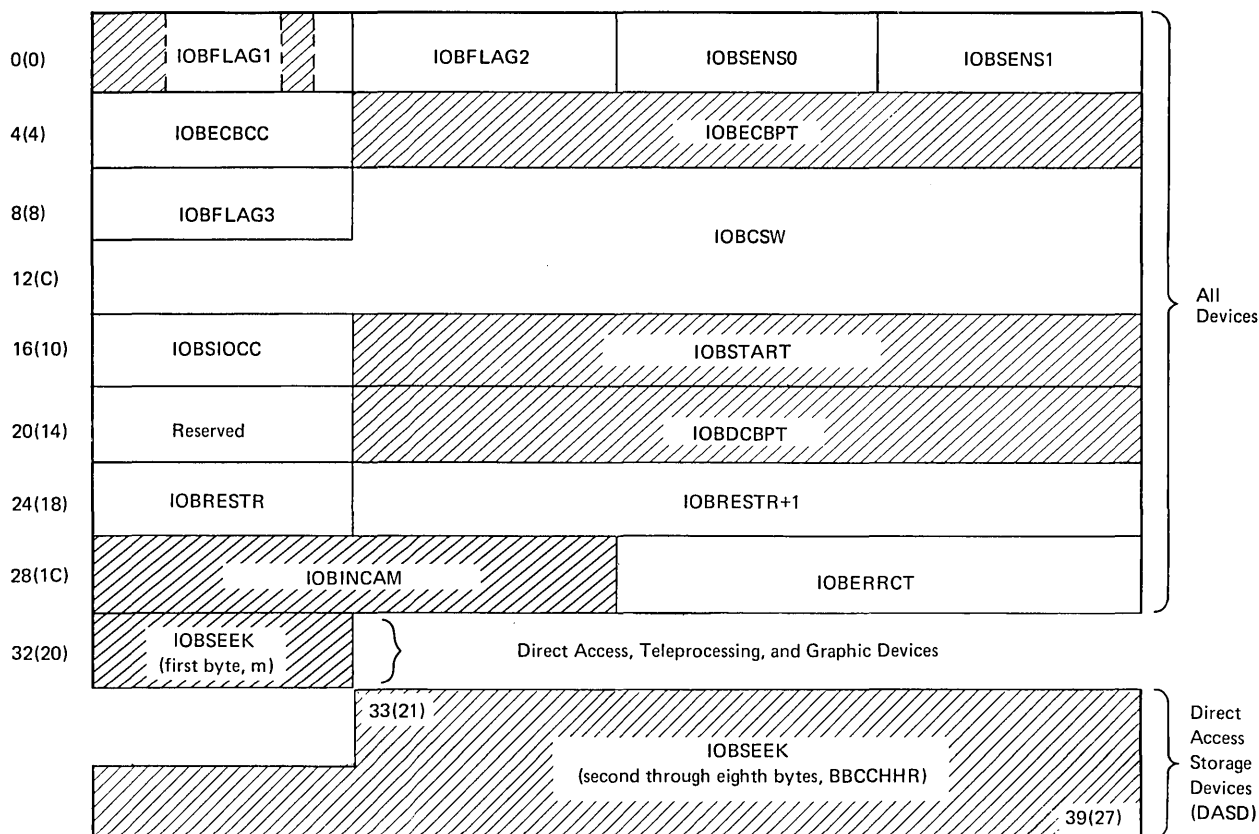 0(0) IOBFLAG1 IOBFLAG2 IOBSENS0 IOBSENS1
4(4) IOBECBCC IOBECBPT
8(8) IOBFLAG3
IOBCSW
12(C)
All
Devices
16(10) IOBSIOCC IOBSTART
20(14) Reserved IOBDCBPT
24(18) IOBRESTR IOBRESTR+1
28(1C) IOBINCAM IOBERRCT
32(20) IOBSEEK
(first byte, m)
Direct Access, Teleprocessing, and Graphic Devices
33(21)
IOBSEEK
(second through eighth bytes, BBCCHHR)
39(27)
Direct
Access
Storage
Devices
(DASD)